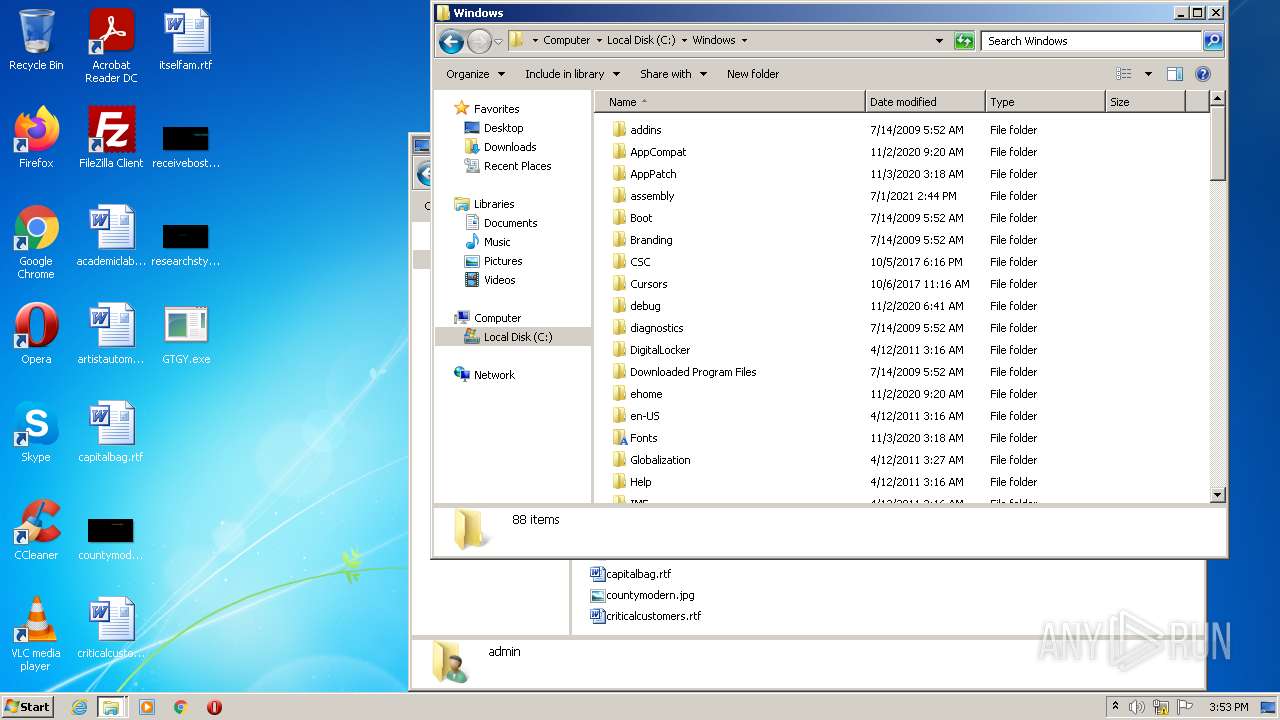 Recycle Bin
Acrobat Reader DC
itselfam.rtf
Firefox
FileZilla Client
receivebost...
Google Chrome
academiclab...
researchsty...
Opera
artistautom...
GTGY.exe
Skype
capitalbag.rtf
CCleaner
countymod...
VLC media player
criticalcusto...
Windows
Computer Local Disk (C:) Windows
Search Windows
Organize Include in library Share with New folder
Favorites
Desktop
Downloads
Recent Places
Libraries
Documents
Music
Pictures
Videos
Computer
Local Disk (C:)
Network
Name Date modified Type Size
addins 7/14/2009 5:52 AM File folder
AppCompat 11/2/2020 9:20 AM File folder
AppPatch 11/3/2020 3:18 AM File folder
assembly 7/1/2021 2:44 PM File folder
Boot 7/14/2009 5:52 AM File folder
Branding 7/14/2009 5:52 AM File folder
CSC 10/5/2017 6:16 PM File folder
Cursors 10/6/2017 11:16 AM File folder
debug 11/2/2020 6:41 AM File folder
diagnostics 7/14/2009 5:52 AM File folder
DigitalLocker 4/12/2011 3:16 AM File folder
Downloaded Program Files 7/14/2009 5:52 AM File folder
ehome 11/2/2020 9:20 AM File folder
en-US 4/12/2011 3:16 AM File folder
Fonts 11/3/2020 3:18 AM File folder
Globalization 4/12/2011 3:27 AM File folder
Help 4/12/2011 3:16 AM File folder
88 items
capitalbag.rtf
countymodern.jpg
criticalcustomers.rtf
admin
ANY RUN
Start
3:53 PM